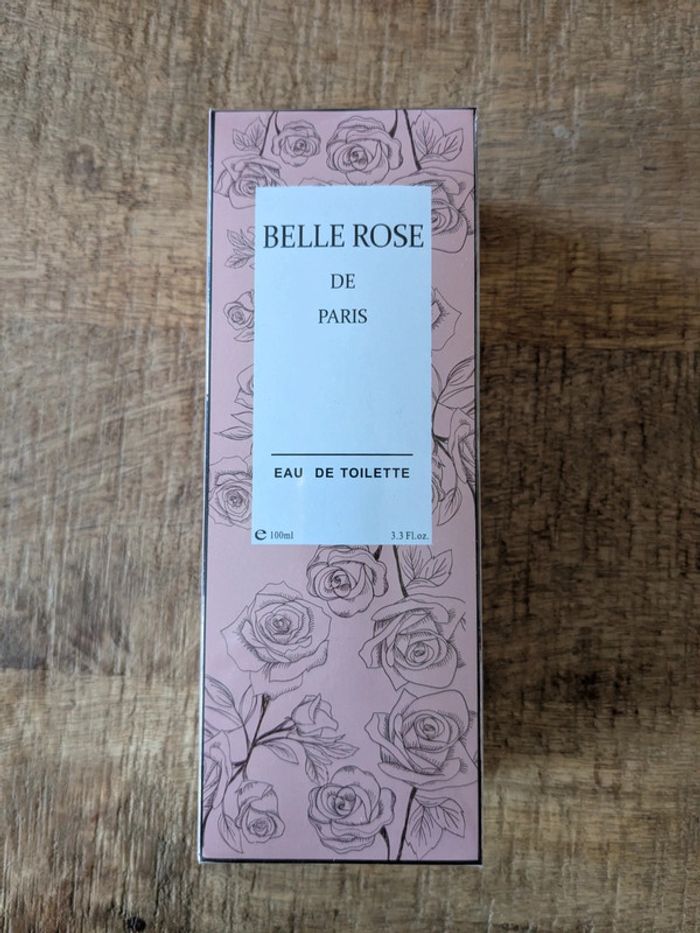 BELLE ROSE
DE
PARIS
EAU DE TOILETTE
℮ 100ml 3.3 Fl.oz.